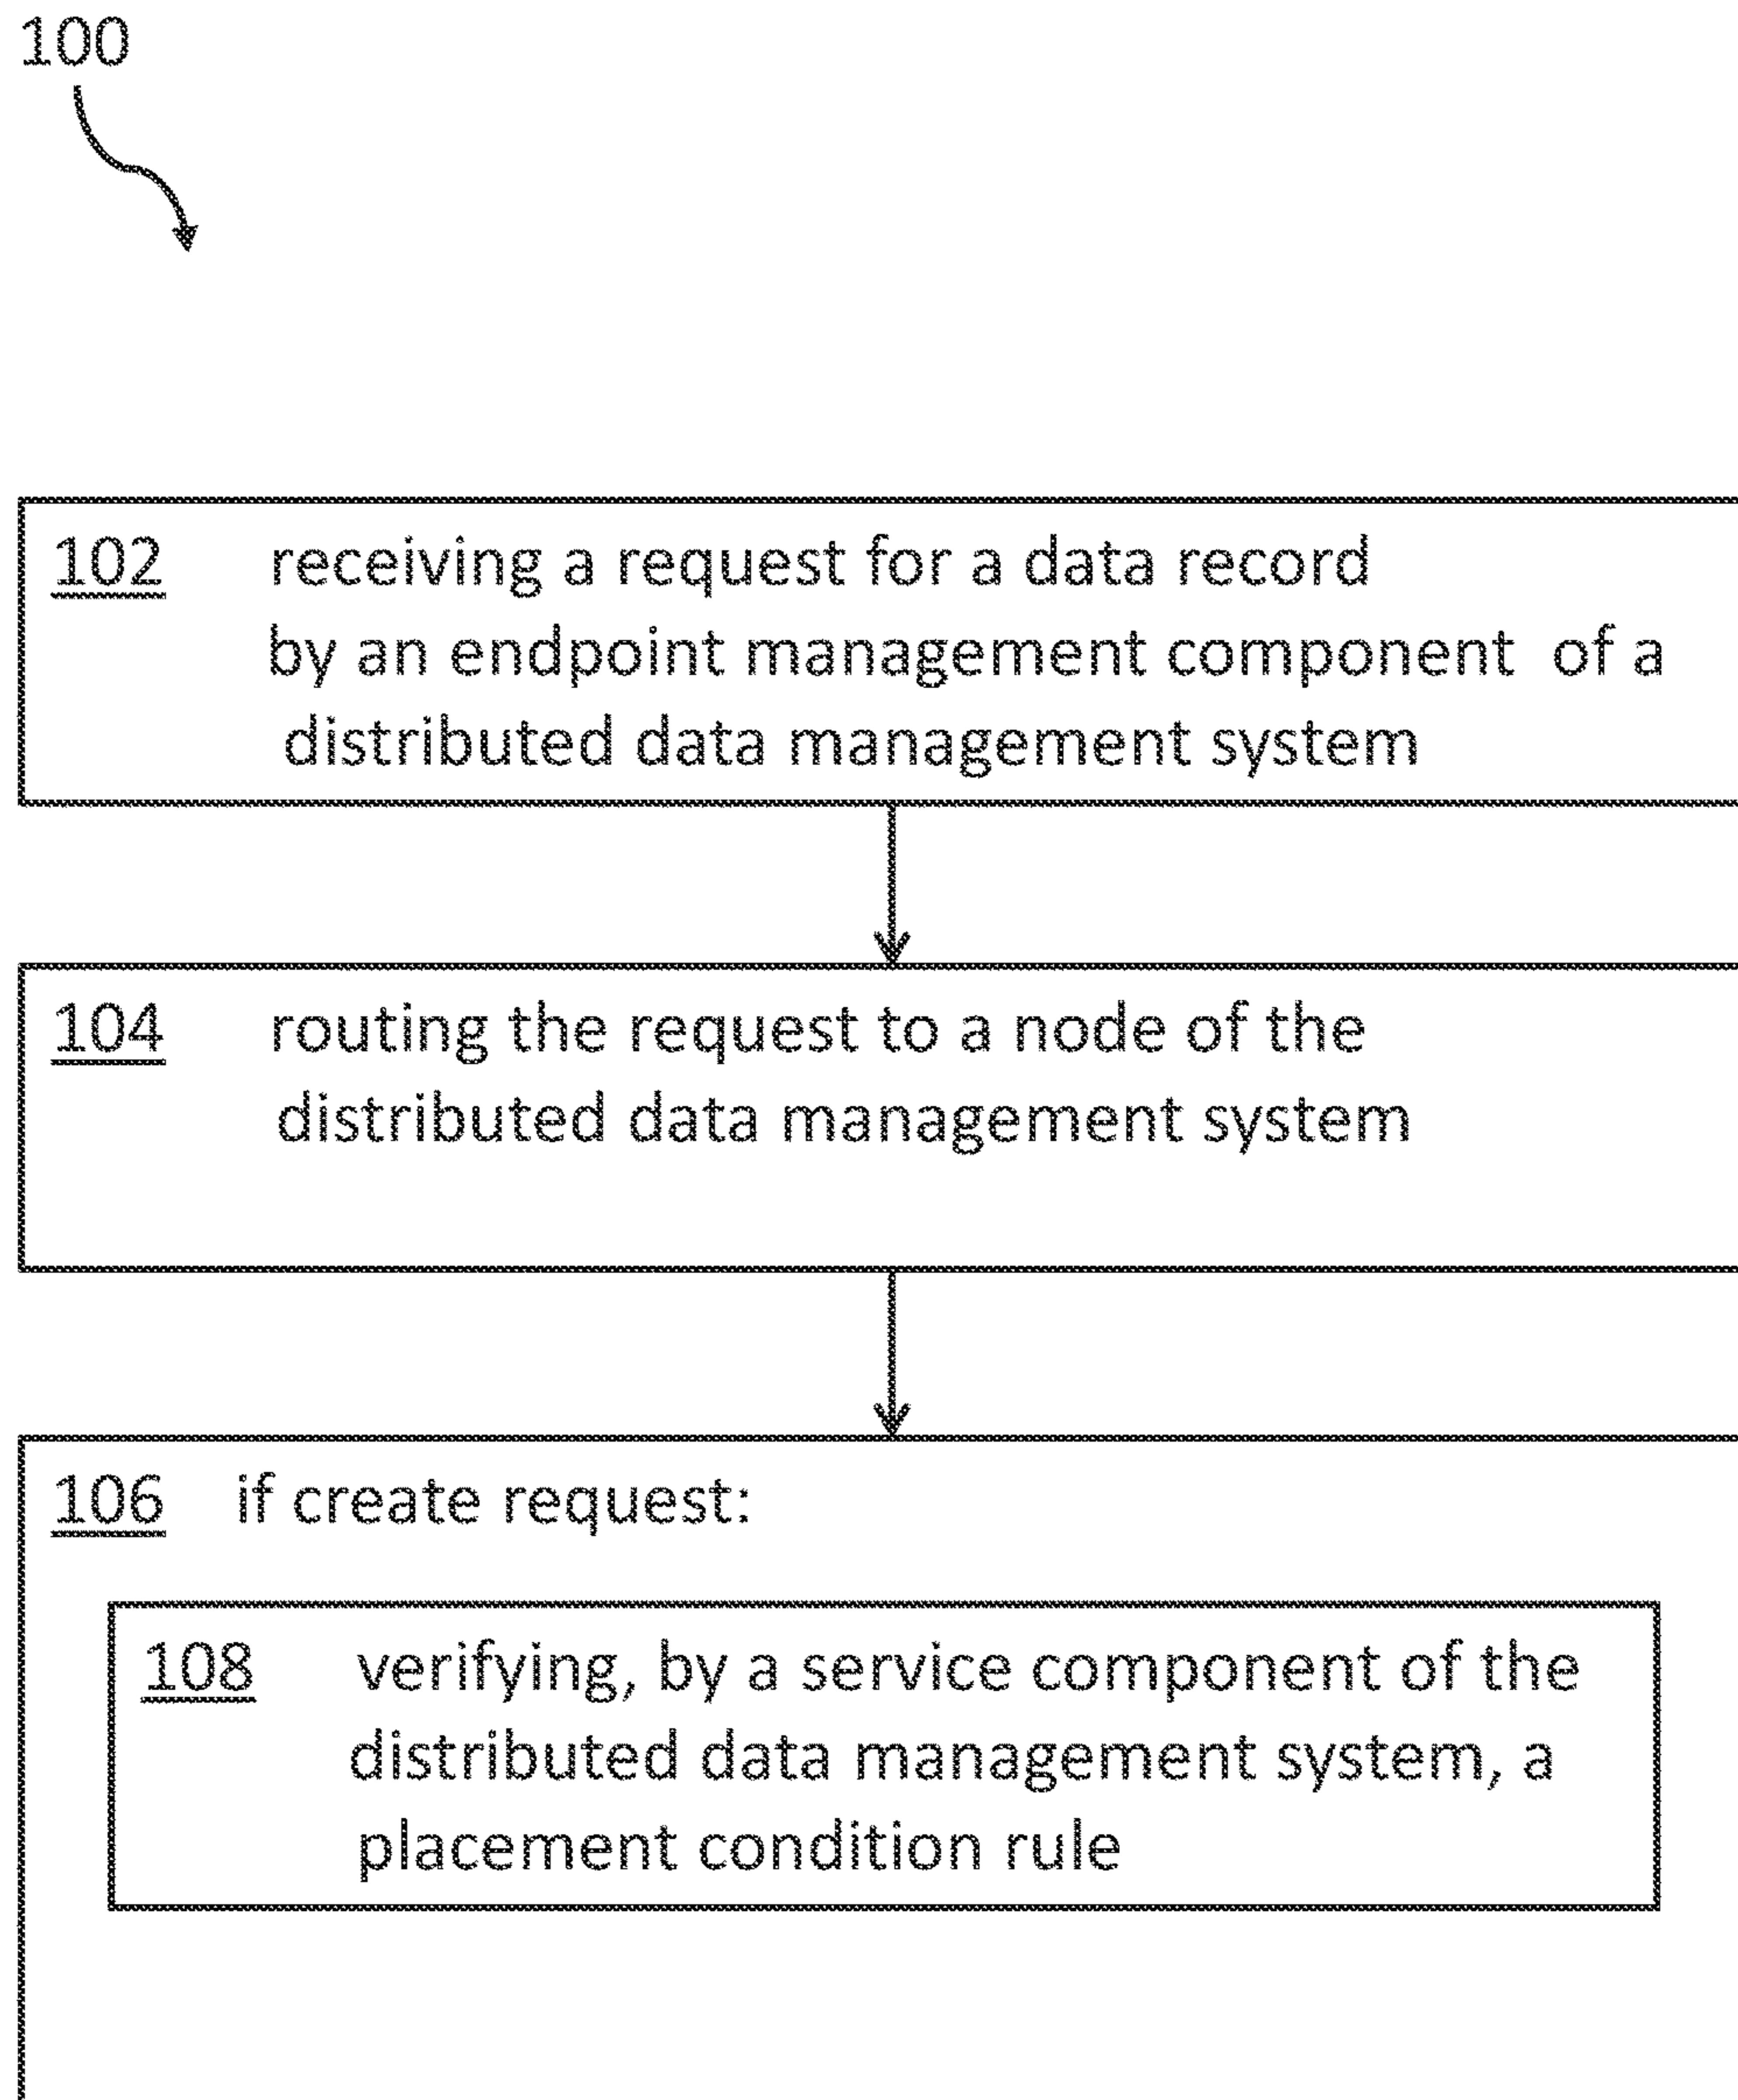 100
102 receiving a request for a data record
by an endpoint management component of a
distributed data management system
104 routing the request to a node of the
distributed data management system
106 if create request:
108 verifying, by a service component of the
distributed data management system, a
placement condition rule